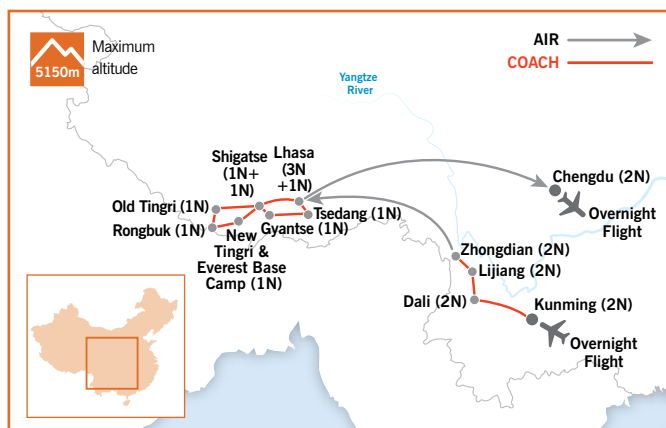 Maximum
altitude
5150m
AIR
COACH
Yangtze
River
Shigatse
(1N+
1N)
Lhasa
(3N
+1N)
Chengdu (2N)
Overnight
Flight
Old Tingri (1N)
Tsedang (1N)
Rongbuk (1N)
Gyantse (1N)
New
Tingri &
Everest Base
Camp (1N)
Zhongdian (2N)
Lijiang (2N)
Dali (2N)
Kunming (2N)
Overnight
Flight